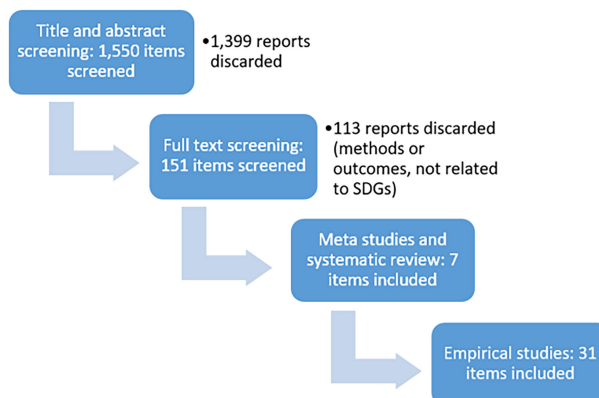 Title and abstract
screening: 1,550 items
screened
•1,399 reports
discarded
Full text screening:
151 items screened
•113 reports discarded
(methods or
outcomes, not related
to SDGs)
Meta studies and
systematic review: 7
items included
Empirical studies: 31
items included